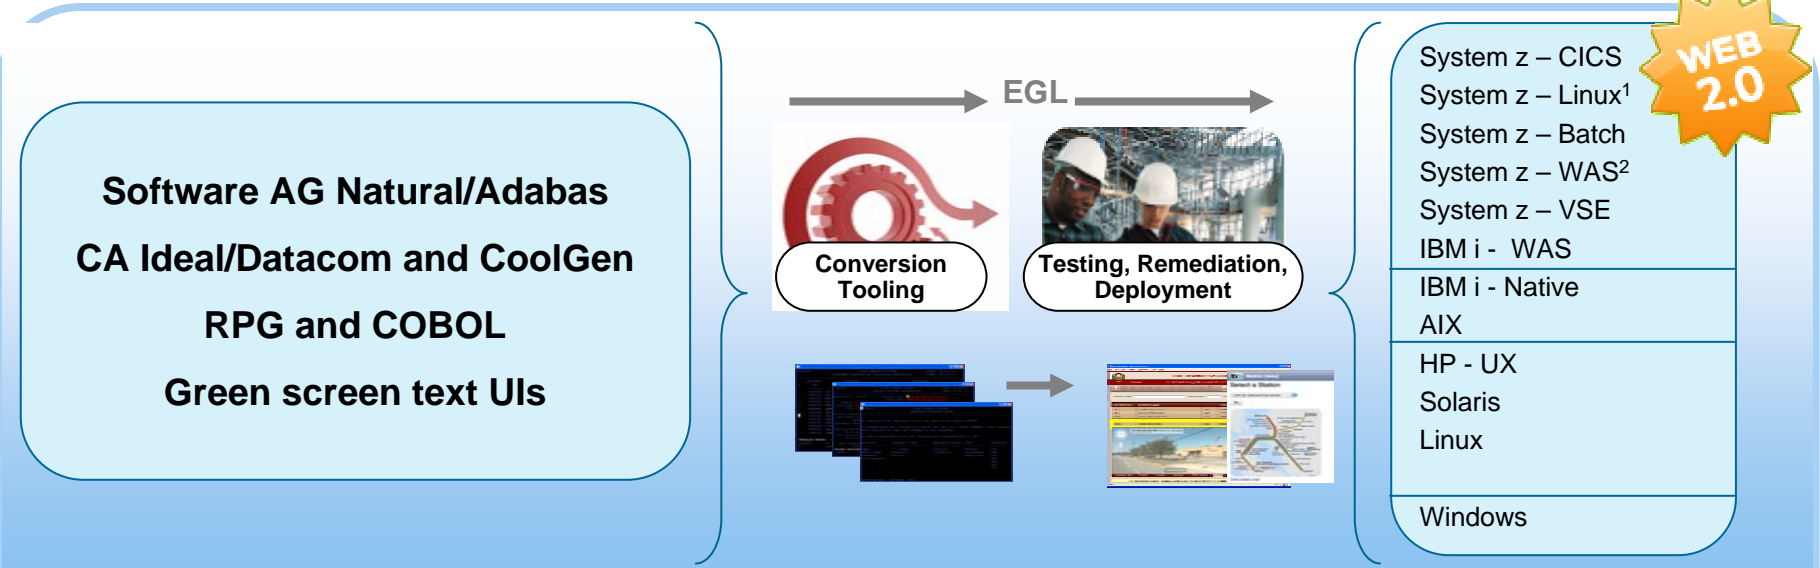 Software AG Natural/Adabas
CA Ideal/Datacom and CoolGen
RPG and COBOL
Green screen text UIs
EGL
Conversion
Tooling
Testing, Remediation,
Deployment
Select a Station
System z – CICS
System z – Linux¹
System z – Batch
System z – WAS²
System z – VSE
IBM i - WAS
IBM i - Native
AIX
HP - UX
Solaris
Linux
Windows
WEB
2.0